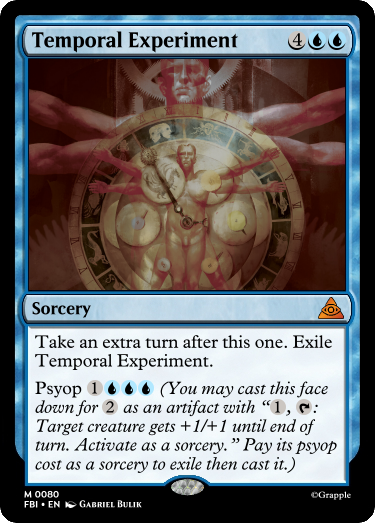 Temporal Experiment 4
Sorcery
Take an extra turn after this one. Exile
Temporal Experiment.
Psyop 1 (You may cast this face
down for 2 as an artifact with “1, :
Target creature gets +1/+1 until end of
turn. Activate as a sorcery.” Pay its psyop
cost as a sorcery to exile then cast it.)
M 0080
FBI • EN Gabriel Bulik
©Grapple